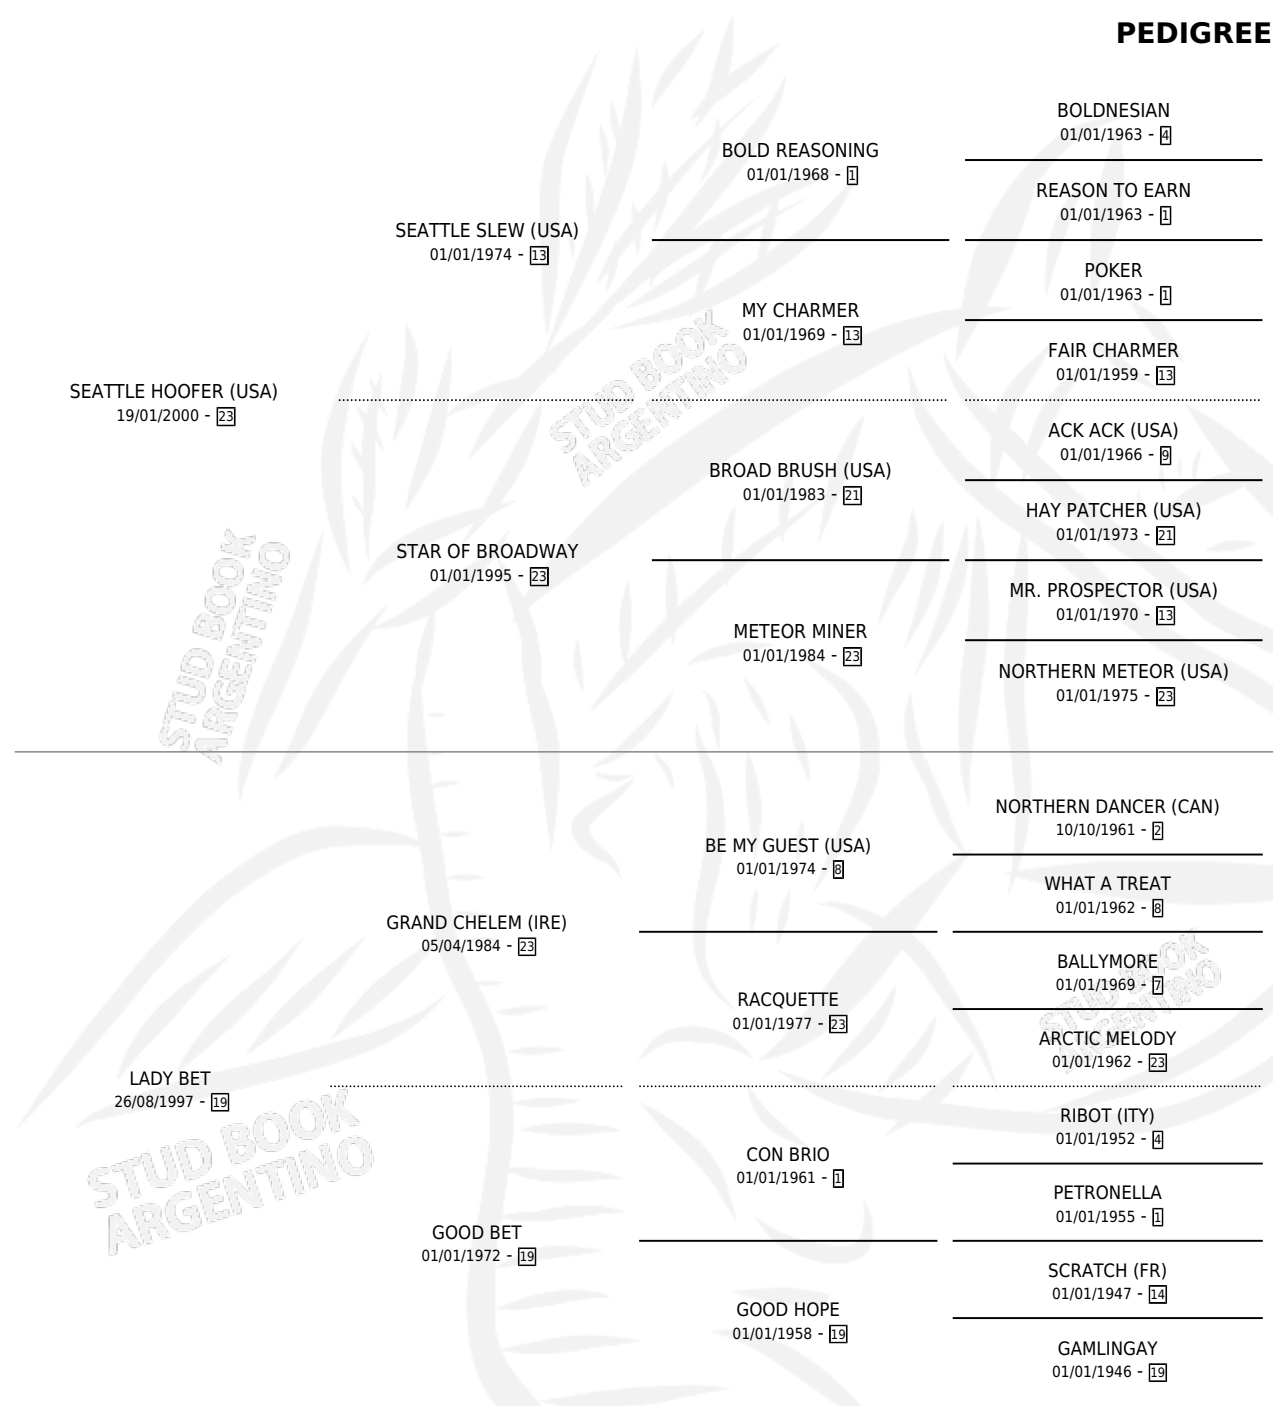 PEDIGREE
BOLDNESIAN
01/01/1963 - 4
BOLD REASONING
01/01/1968 - 1
REASON TO EARN
01/01/1963 - 1
SEATTLE SLEW (USA)
01/01/1974 - 13
POKER
01/01/1963 - 1
MY CHARMER
01/01/1969 - 13
FAIR CHARMER
01/01/1959 - 13
SEATTLE HOOFER (USA)
19/01/2000 - 23
ACK ACK (USA)
01/01/1966 - 9
BROAD BRUSH (USA)
01/01/1983 - 21
HAY PATCHER (USA)
01/01/1973 - 21
STAR OF BROADWAY
01/01/1995 - 23
MR. PROSPECTOR (USA)
01/01/1970 - 13
METEOR MINER
01/01/1984 - 23
NORTHERN METEOR (USA)
01/01/1975 - 23
NORTHERN DANCER (CAN)
10/10/1961 - 2
BE MY GUEST (USA)
01/01/1974 - 8
WHAT A TREAT
01/01/1962 - 8
GRAND CHELEM (IRE)
05/04/1984 - 23
BALLYMORE
01/01/1969 - 7
RACQUETTE
01/01/1977 - 23
ARCTIC MELODY
01/01/1962 - 23
LADY BET
26/08/1997 - 19
RIBOT (ITY)
01/01/1952 - 4
CON BRIO
01/01/1961 - 1
PETRONELLA
01/01/1955 - 1
GOOD BET
01/01/1972 - 19
SCRATCH (FR)
01/01/1947 - 14
GOOD HOPE
01/01/1958 - 19
GAMLINGAY
01/01/1946 - 19
STUD BOOK
ARGENTINO
STUD BOOK
ARGENTINO
STUD BOOK
ARGENTINO
STUD BOOK
ARGENTINO